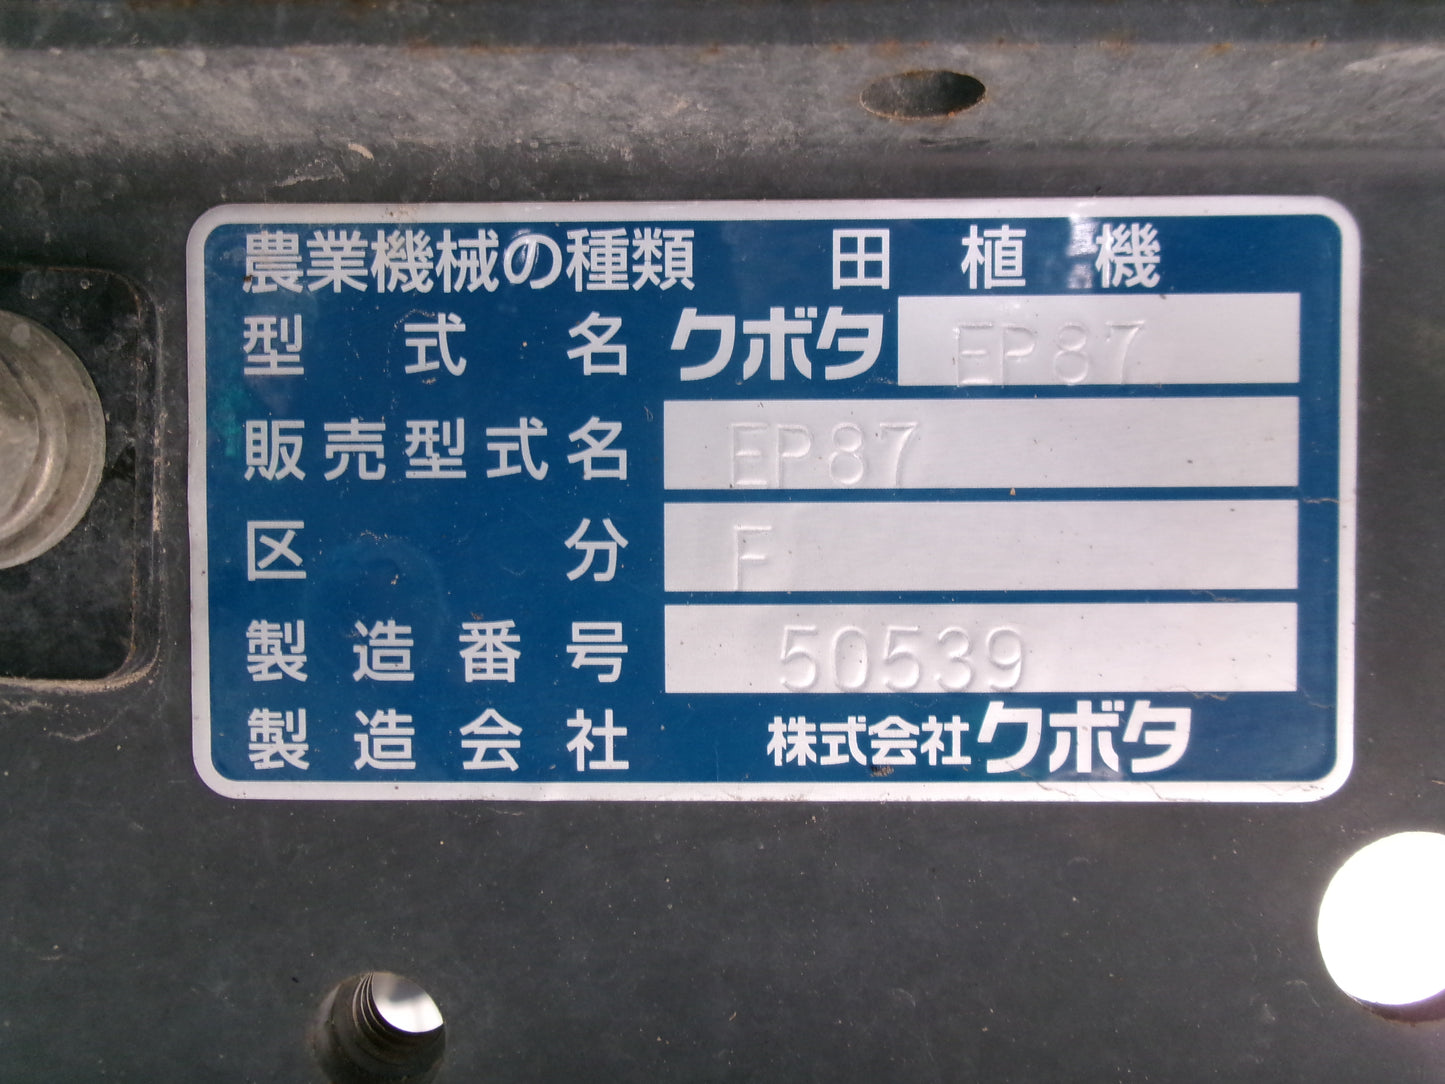 農業機械の種類 田植機
型式名 クボタ EP87
販売型式名 EP87
区分 F
製造番号 50539
製造会社 株式会社クボタ